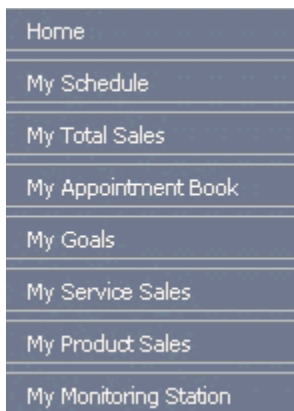 Home
My Schedule
My Total Sales
My Appointment Book
My Goals
My Service Sales
My Product Sales
My Monitoring Station